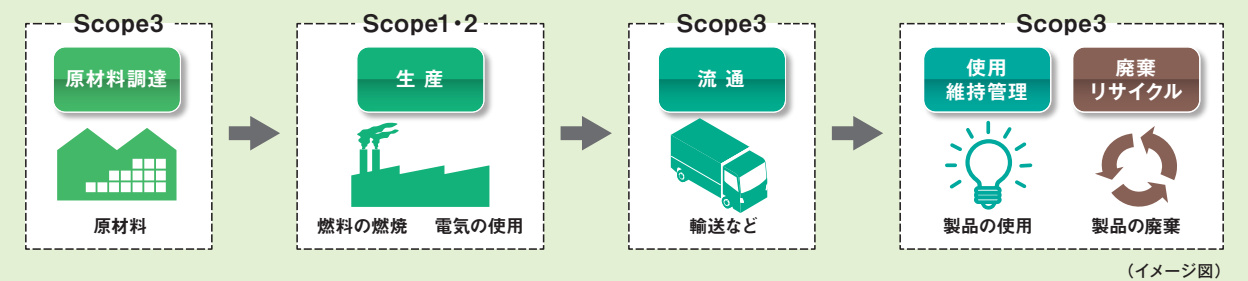 Scope3
原材料調達
原材料
Scope1・2
生産
燃料の燃焼 電気の使用
Scope3
流通
輸送など
Scope3
使用
維持管理
製品の使用
廃棄
リサイクル
製品の廃棄
（イメージ図）